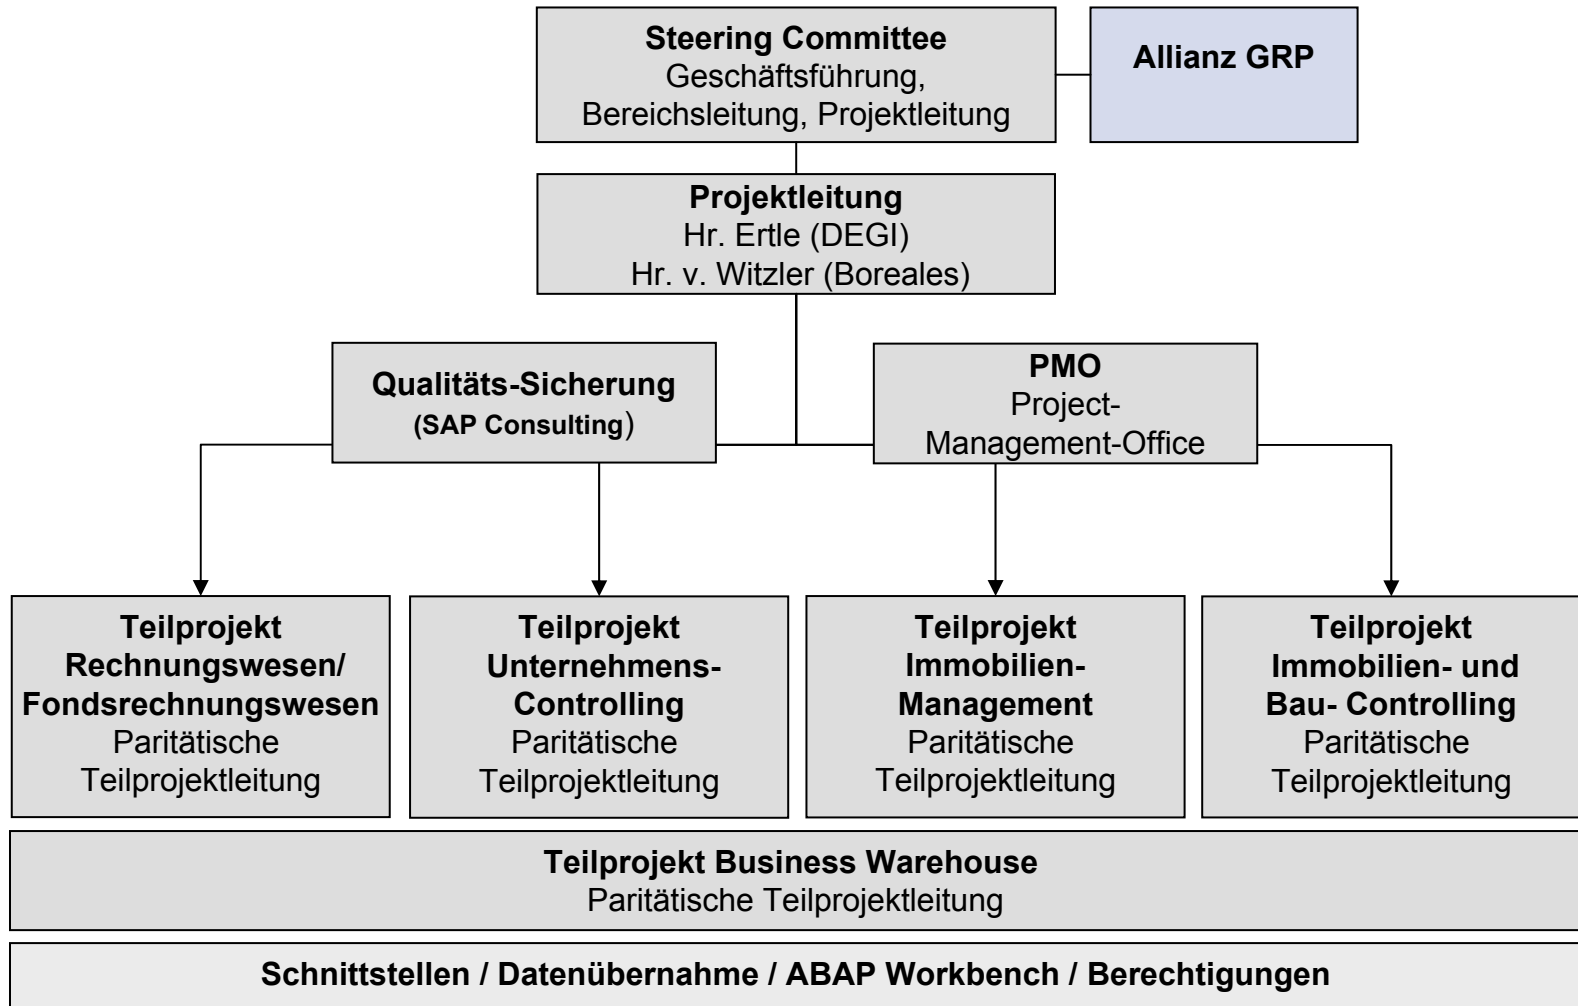 Steering Committee
Geschäftsführung,
Bereichsleitung, Projektleitung
Allianz GRP
Projektleitung
Hr. Ertle (DEGI)
Hr. v. Witzler (Boreales)
Qualitäts-Sicherung
(SAP Consulting)
PMO
Project-
Management-Office
Teilprojekt
Rechnungswesen/
Fondsrechnungswesen
Paritätische
Teilprojektleitung
Teilprojekt
Unternehmens-
Controlling
Paritätische
Teilprojektleitung
Teilprojekt
Immobilien-
Management
Paritätische
Teilprojektleitung
Teilprojekt
Immobilien- und
Bau- Controlling
Paritätische
Teilprojektleitung
Teilprojekt Business Warehouse
Paritätische Teilprojektleitung
Schnittstellen / Datenübernahme / ABAP Workbench / Berechtigungen